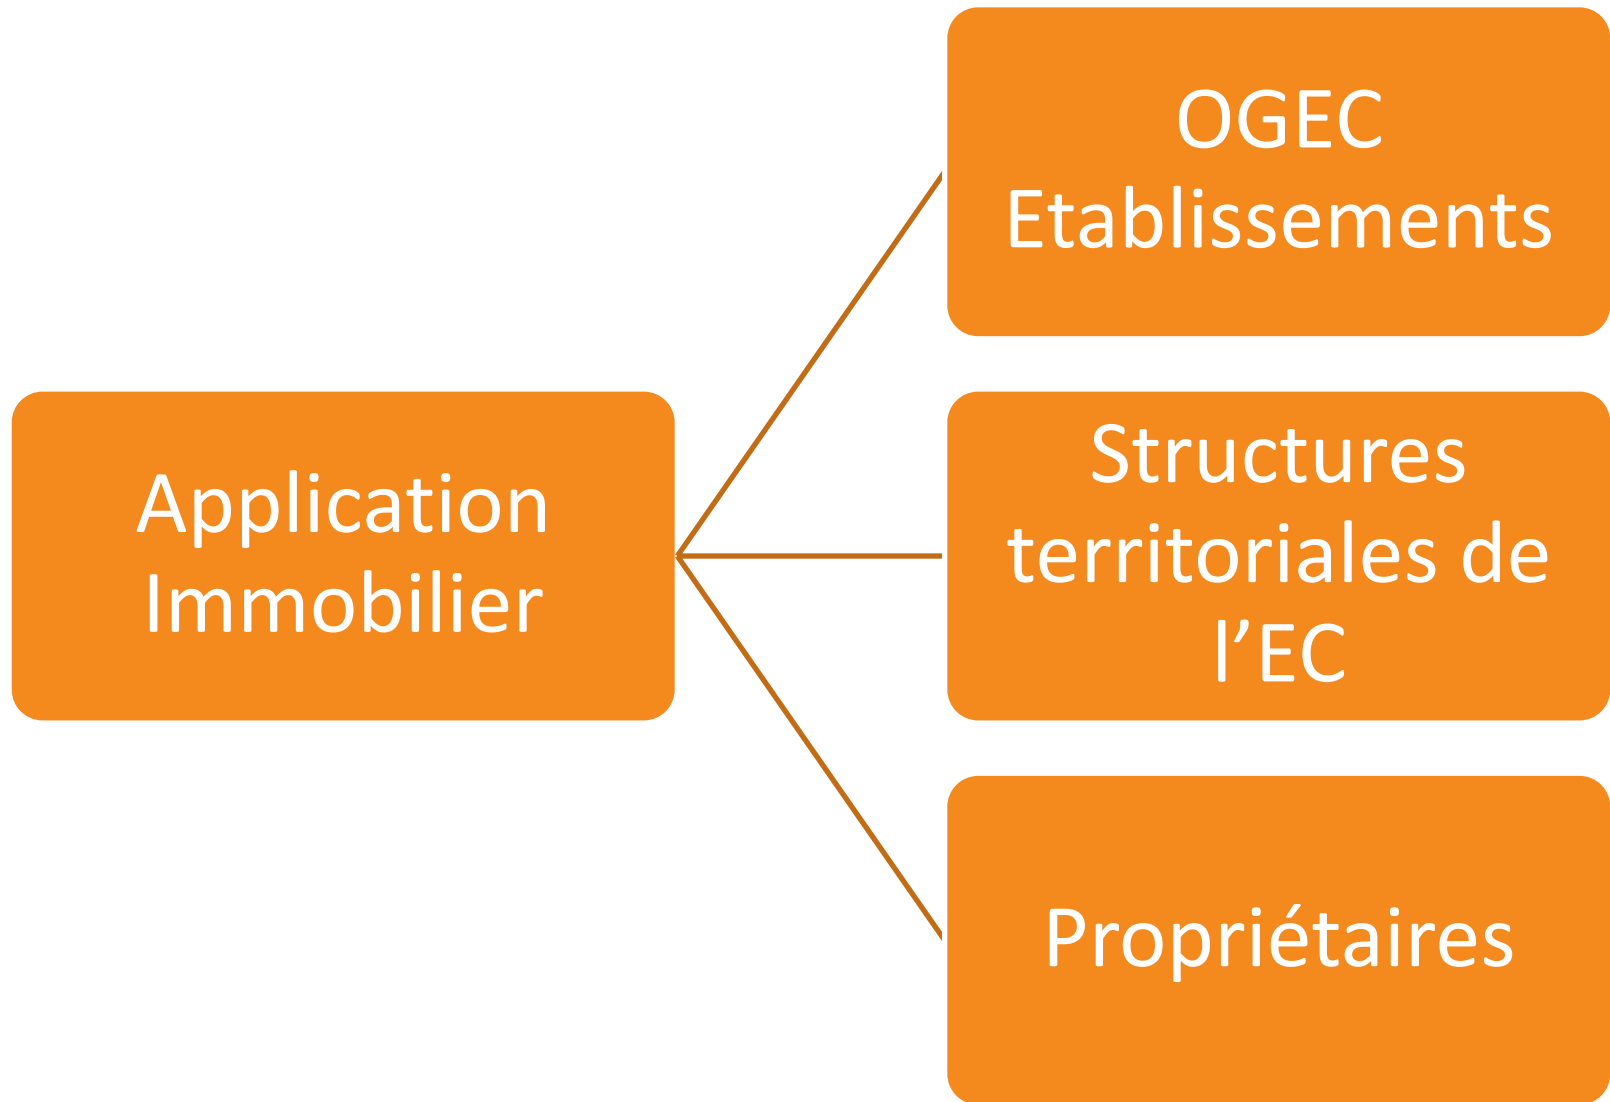 Application
Immobilier
OGEC
Etablissements
Structures
territoriales de
l’EC
Propriétaires